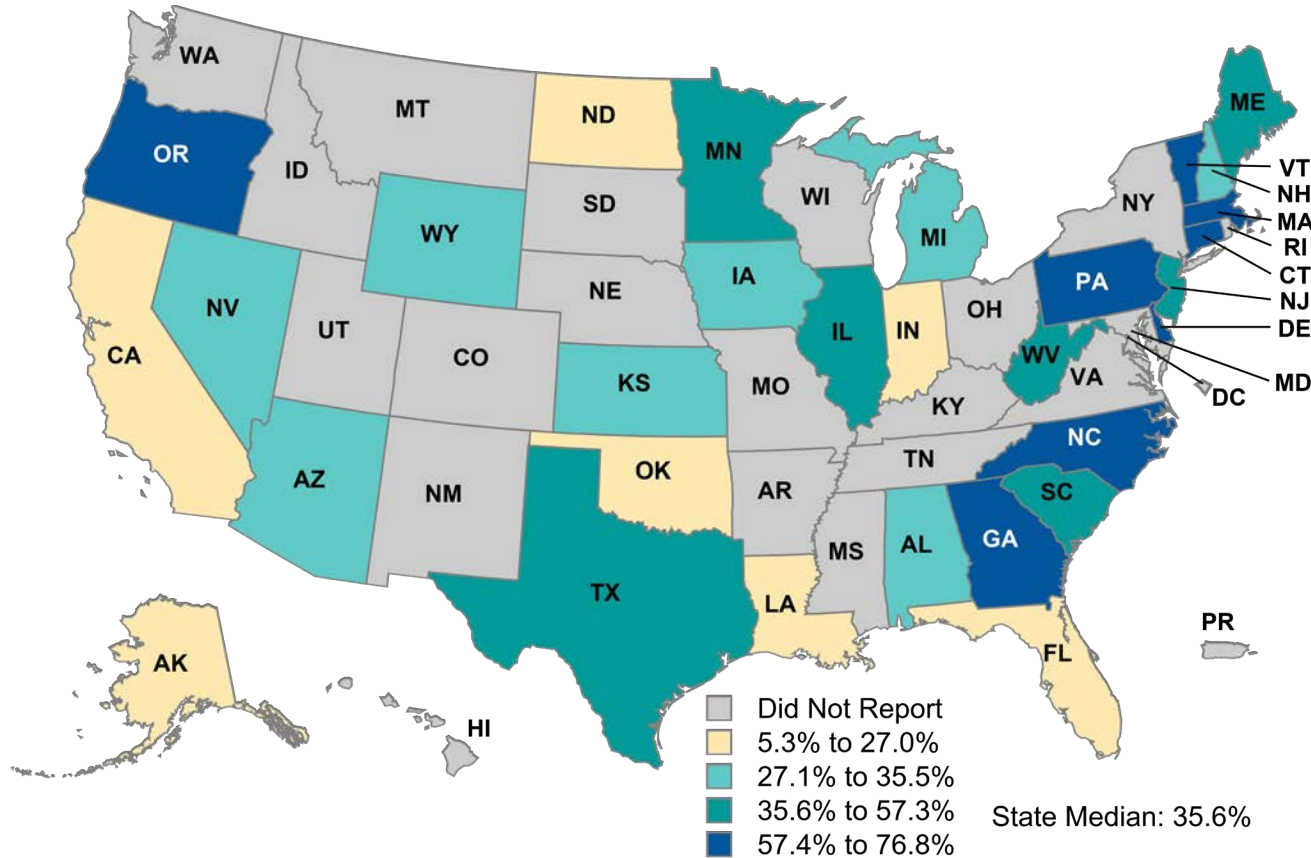 WA
MT
ND
MN
ME
OR
ID
SD
WI
NY
VT
NH
MA
RI
CT
NJ
DE
MD
DC
WY
MI
NE
IA
PA
NV
UT
CO
IL
IN
OH
WV
VA
CA
KS
MO
KY
NC
AZ
NM
OK
AR
TN
SC
MS
AL
GA
TX
LA
FL
PR
AK
HI
Did Not Report
5.3% to 27.0%
27.1% to 35.5%
35.6% to 57.3%
57.4% to 76.8%
State Median: 35.6%